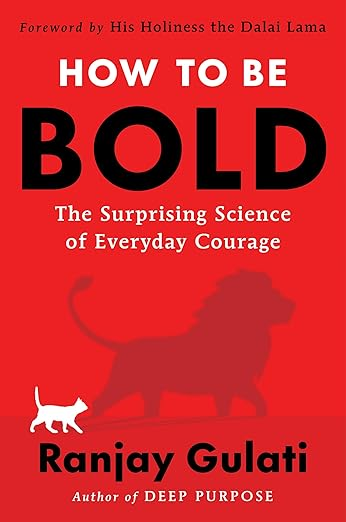 Foreword by His Holiness the Dalai Lama
HOW TO BE
BOLD
The Surprising Science
of Everyday Courage
Ranjay Gulati
Author of DEEP PURPOSE